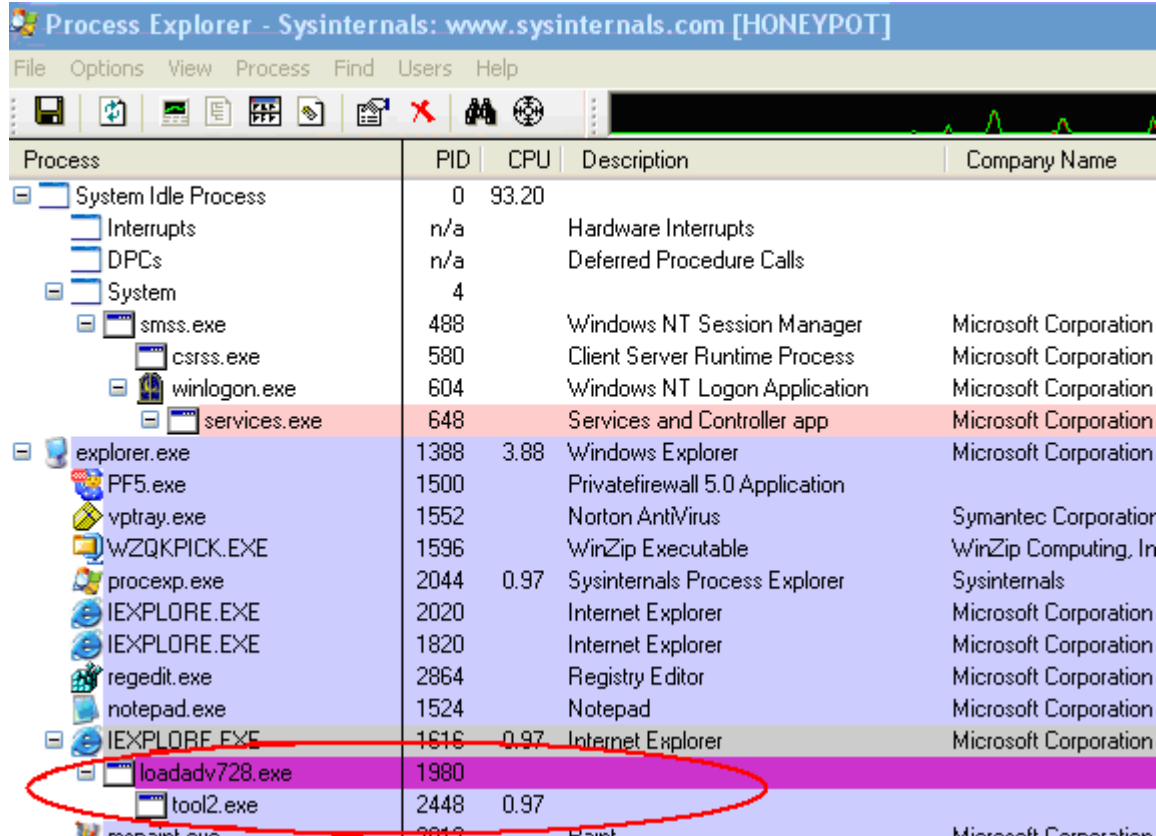 Process Explorer - Sysinternals: www.sysinternals.com [HONEYPOT]
File Options View Process Find Users Help
Process PID CPU Description Company Name
System Idle Process 0 93.20
Interrupts n/a Hardware Interrupts
DPCs n/a Deferred Procedure Calls
System 4
smss.exe 488 Windows NT Session Manager Microsoft Corporation
csrss.exe 580 Client Server Runtime Process Microsoft Corporation
winlogon.exe 604 Windows NT Logon Application Microsoft Corporation
services.exe 648 Services and Controller app Microsoft Corporation
explorer.exe 1388 3.88 Windows Explorer Microsoft Corporation
PF5.exe 1500 Privatefirewall 5.0 Application
vptray.exe 1552 Norton AntiVirus Symantec Corporation
WZQKPICK.EXE 1596 WinZip Executable WinZip Computing, In
procexp.exe 2044 0.97 Sysinternals Process Explorer Sysinternals
IEXPLORE.EXE 2020 Internet Explorer Microsoft Corporation
IEXPLORE.EXE 1820 Internet Explorer Microsoft Corporation
regedit.exe 2864 Registry Editor Microsoft Corporation
notepad.exe 1524 Notepad Microsoft Corporation
IEXPLORE.EXE 1616 0.97 Internet Explorer Microsoft Corporation
loadadv728.exe 1980
tool2.exe 2448 0.97
mspaint.exe Paint Microsoft Corporation